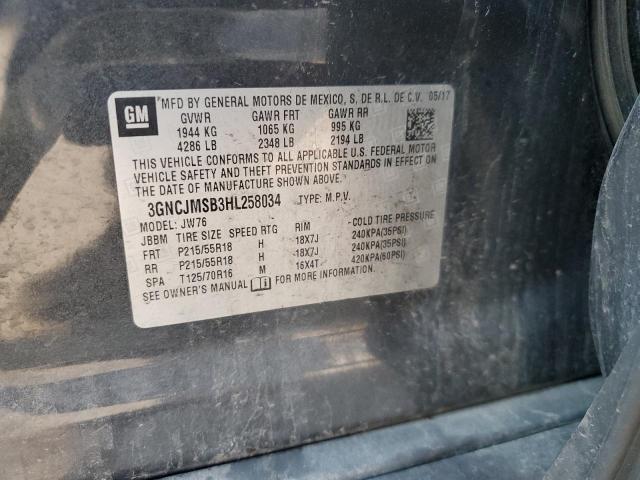 GM
MFD BY GENERAL MOTORS DE MEXICO, S. DE R.L. DE C.V. 05/17
GVWR GAWR FRT GAWR RR
1944 KG 1065 KG 995 KG
4286 LB 2348 LB 2194 LB
THIS VEHICLE CONFORMS TO ALL APPLICABLE U.S. FEDERAL MOTOR
VEHICLE SAFETY AND THEFT PREVENTION STANDARDS IN EFFECT ON
DATE OF MANUFACTURE SHOWN ABOVE.
3GNCJMSB3HL258034 TYPE: M.P.V.
MODEL: JW76
JBBM TIRE SIZE SPEED RTG RIM COLD TIRE PRESSURE
FRT P215/55R18 H 18X7J 240KPA(35PSI)
RR P215/55R18 H 18X7J 240KPA(35PSI)
SPA T125/70R16 M 16X4T 420KPA(60PSI)
SEE OWNER'S MANUAL FOR MORE INFORMATION.